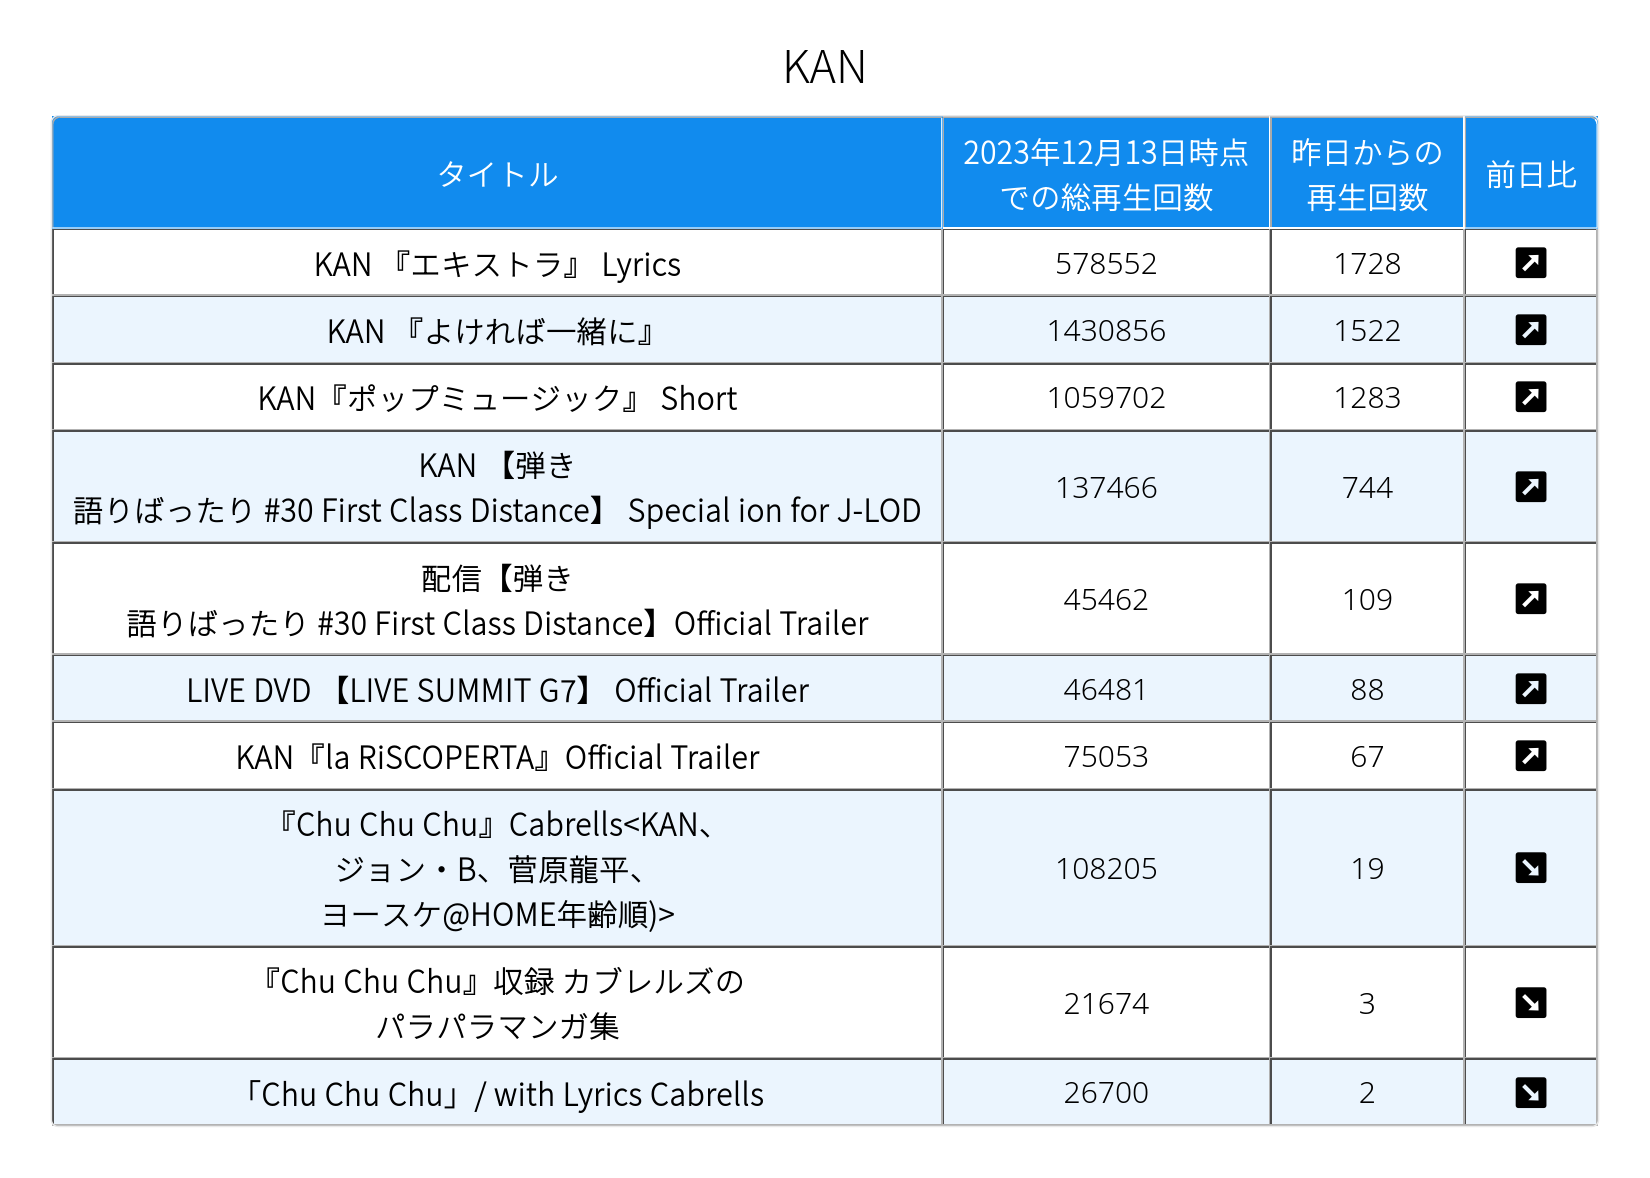 KAN
タイトル
2023年12月13日時点
での総再生回数
昨日からの
再生回数
前日比
KAN 『エキストラ』 Lyrics
578552
1728
KAN 『よければ一緒に』
1430856
1522
KAN『ポップミュージック』 Short
1059702
1283
KAN 【弾き
語りばったり #30 First Class Distance】 Special ion for J-LOD
137466
744
配信【弾き
語りばったり #30 First Class Distance】Official Trailer
45462
109
LIVE DVD 【LIVE SUMMIT G7】 Official Trailer
46481
88
KAN『la RiSCOPERTA』Official Trailer
75053
67
『Chu Chu Chu』Cabrells<KAN、
ジョン・B、菅原龍平、
ヨースケ@HOME年齢順)>
108205
19
『Chu Chu Chu』収録 カブレルズの
パラパラマンガ集
21674
3
「Chu Chu Chu」/ with Lyrics Cabrells
26700
2